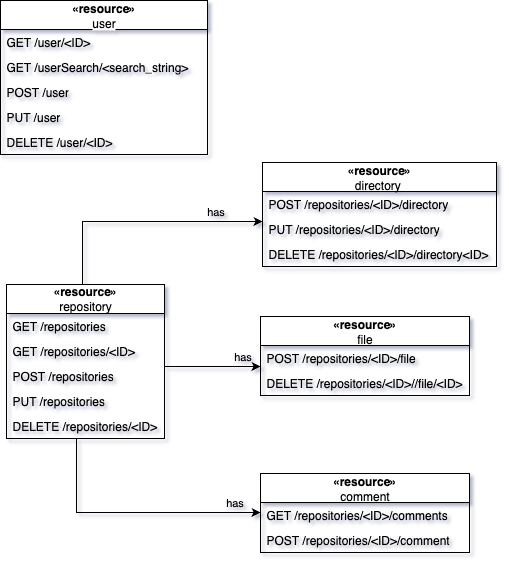 «resource»
user
GET /user/<ID>
GET /userSearch/<search_string>
POST /user
PUT /user
DELETE /user/<ID>
«resource»
directory
POST /repositories/<ID>/directory
PUT /repositories/<ID>/directory
DELETE /repositories/<ID>/directory<ID>
has
«resource»
repository
GET /repositories
GET /repositories/<ID>
POST /repositories
PUT /repositories
DELETE /repositories/<ID>
has
«resource»
file
POST /repositories/<ID>/file
DELETE /repositories/<ID>//file/<ID>
has
«resource»
comment
GET /repositories/<ID>/comments
POST /repositories/<ID>/comment